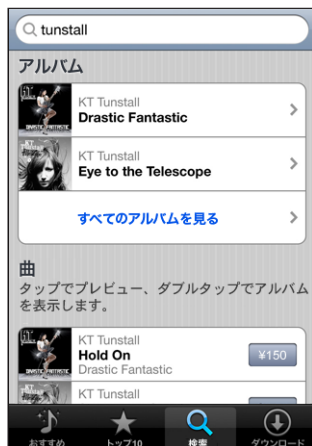 tunstall
アルバム
KT Tunstall
Drastic Fantastic
KT Tunstall
Eye to the Telescope
すべてのアルバムを見る
曲
タップでプレビュー、ダブルタップでアルバム
を表示します。
KT Tunstall
Hold On
¥150
Drastic Fantastic
KT Tunstall
おすすめ
トップ10
検索
ダウンロード